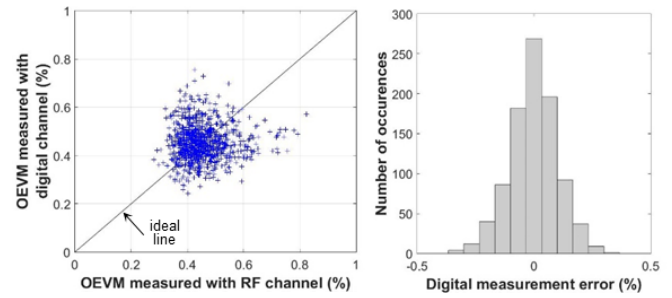 OEVM measured with
digital channel (%)
1
0.8
0.6
0.4
0.2
0
ideal
line
0 0.2 0.4 0.6 0.8 1
OEVM measured with RF channel (%)
Number of occurences
300
250
200
150
100
50
0
-0.5 0 0.5
Digital measurement error (%)